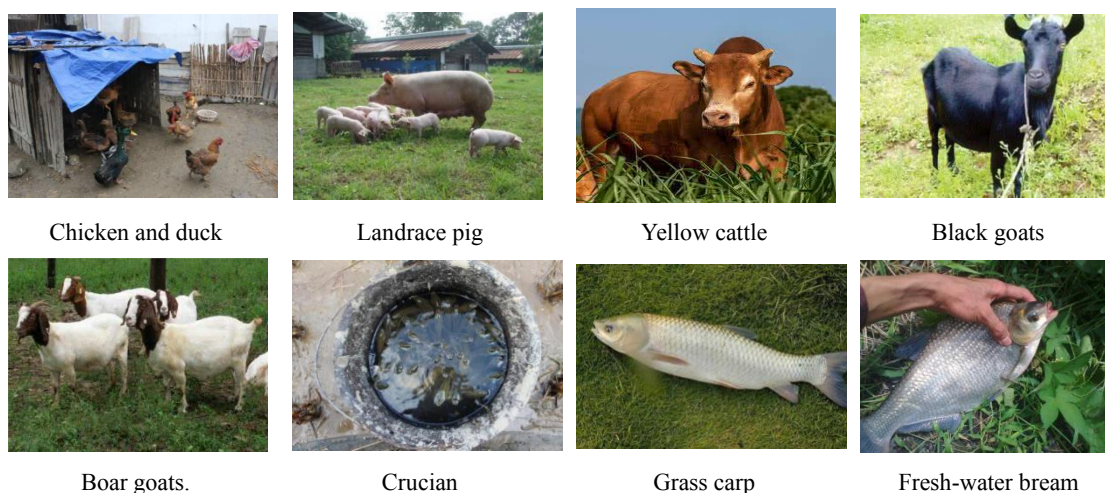 Chicken and duck
Landrace pig
Yellow cattle
Black goats
Boar goats.
Crucian
Grass carp
Fresh-water bream